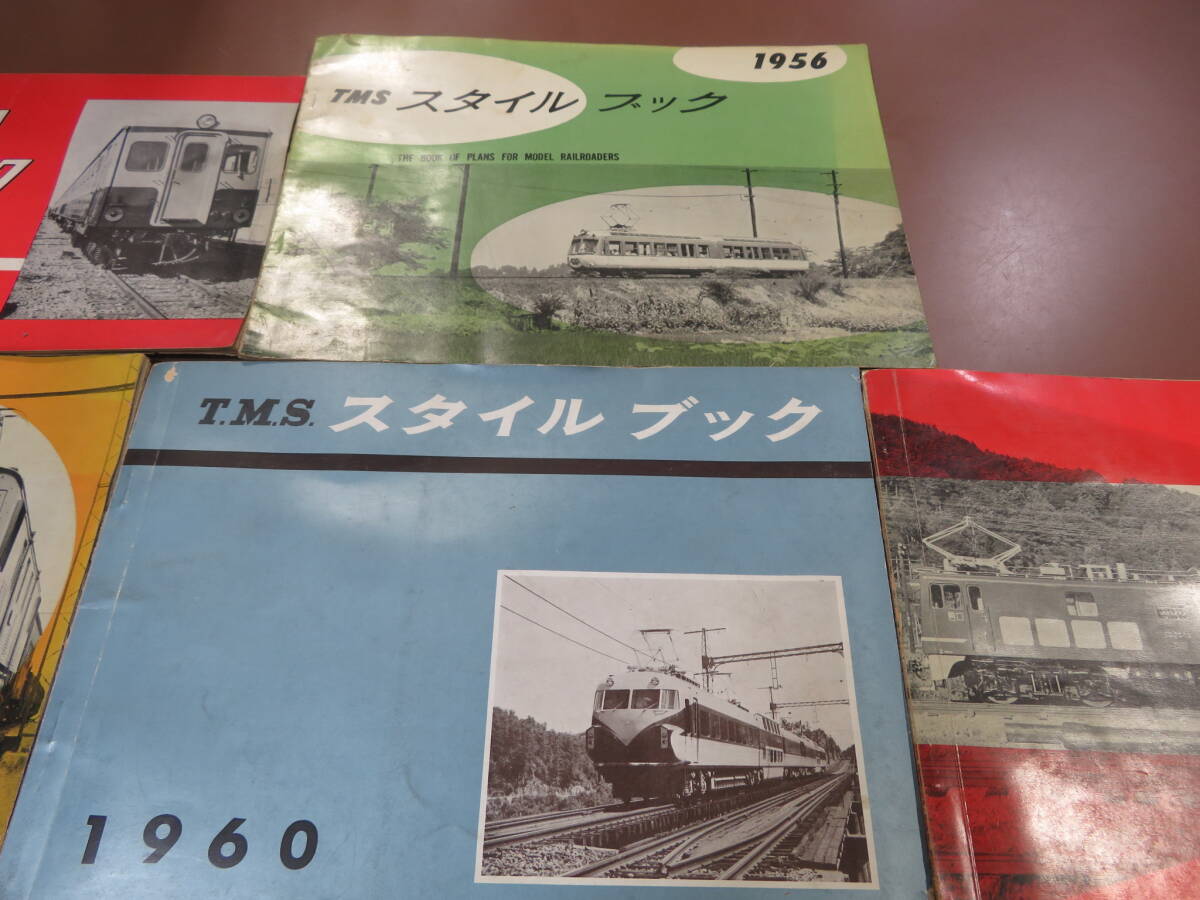 1956
TMS スタイル ブック
THE BOOK OF PLANS FOR MODEL RAILROADERS
T.M.S. スタイル ブック
1960